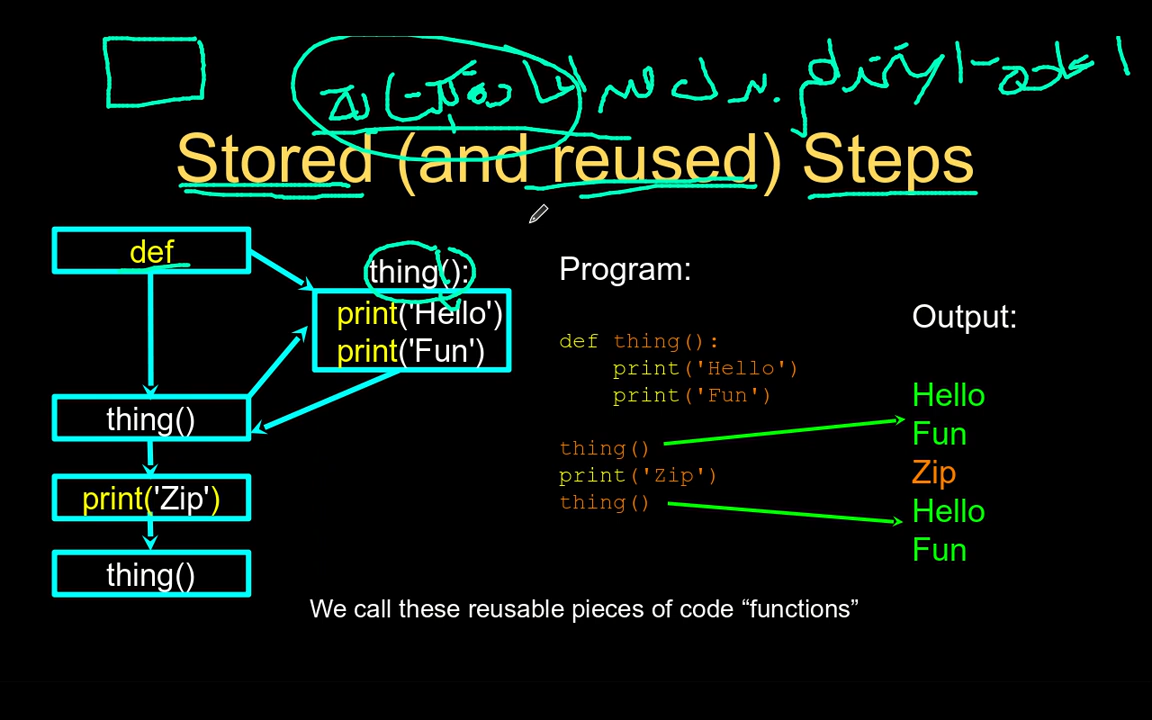 Stored (and reused) Steps
def
thing():
print('Hello')
print('Fun')
thing()
print('Zip')
thing()
Program:
def thing():
    print('Hello')
    print('Fun')
thing()
print('Zip')
thing()
Output:
Hello
Fun
Zip
Hello
Fun
We call these reusable pieces of code “functions”